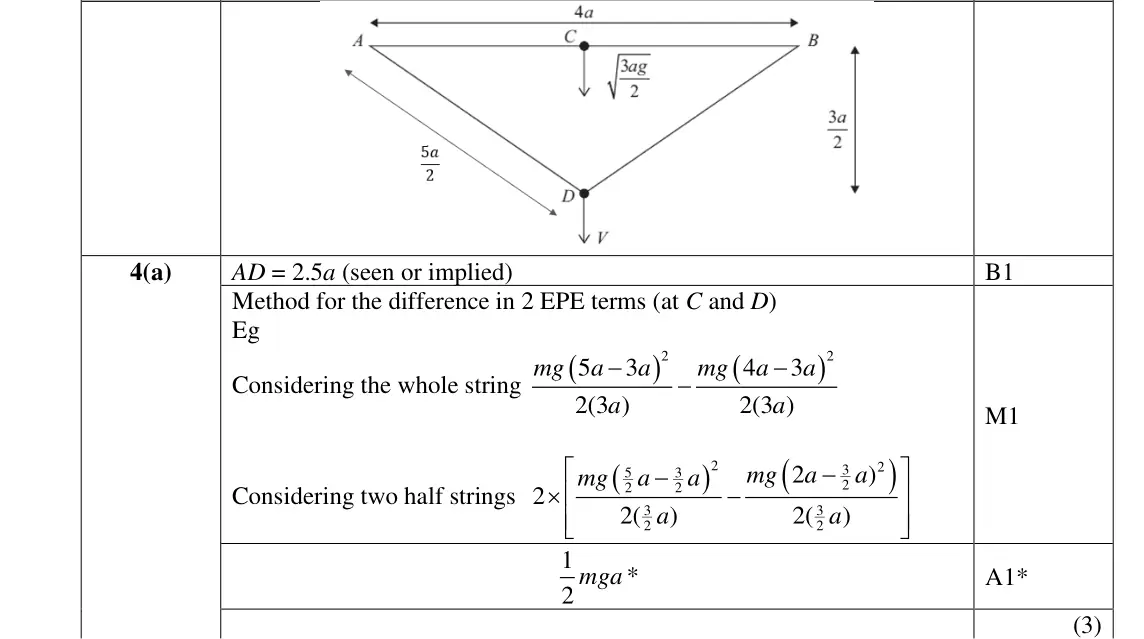 4a
A C B
√(3ag/2)
3a/2
5a/2
D
V
4(a) AD = 2.5a (seen or implied) B1
Method for the difference in 2 EPE terms (at C and D)
Eg
Considering the whole string mg(5a − 3a)²/2(3a) − mg(4a − 3a)²/2(3a)
M1
Considering two half strings 2×[mg(5/2 a − 3/2 a)²/2(3/2 a) − mg(2a − 3/2 a)²)/2(3/2 a)]
1/2 mga * A1*
(3)